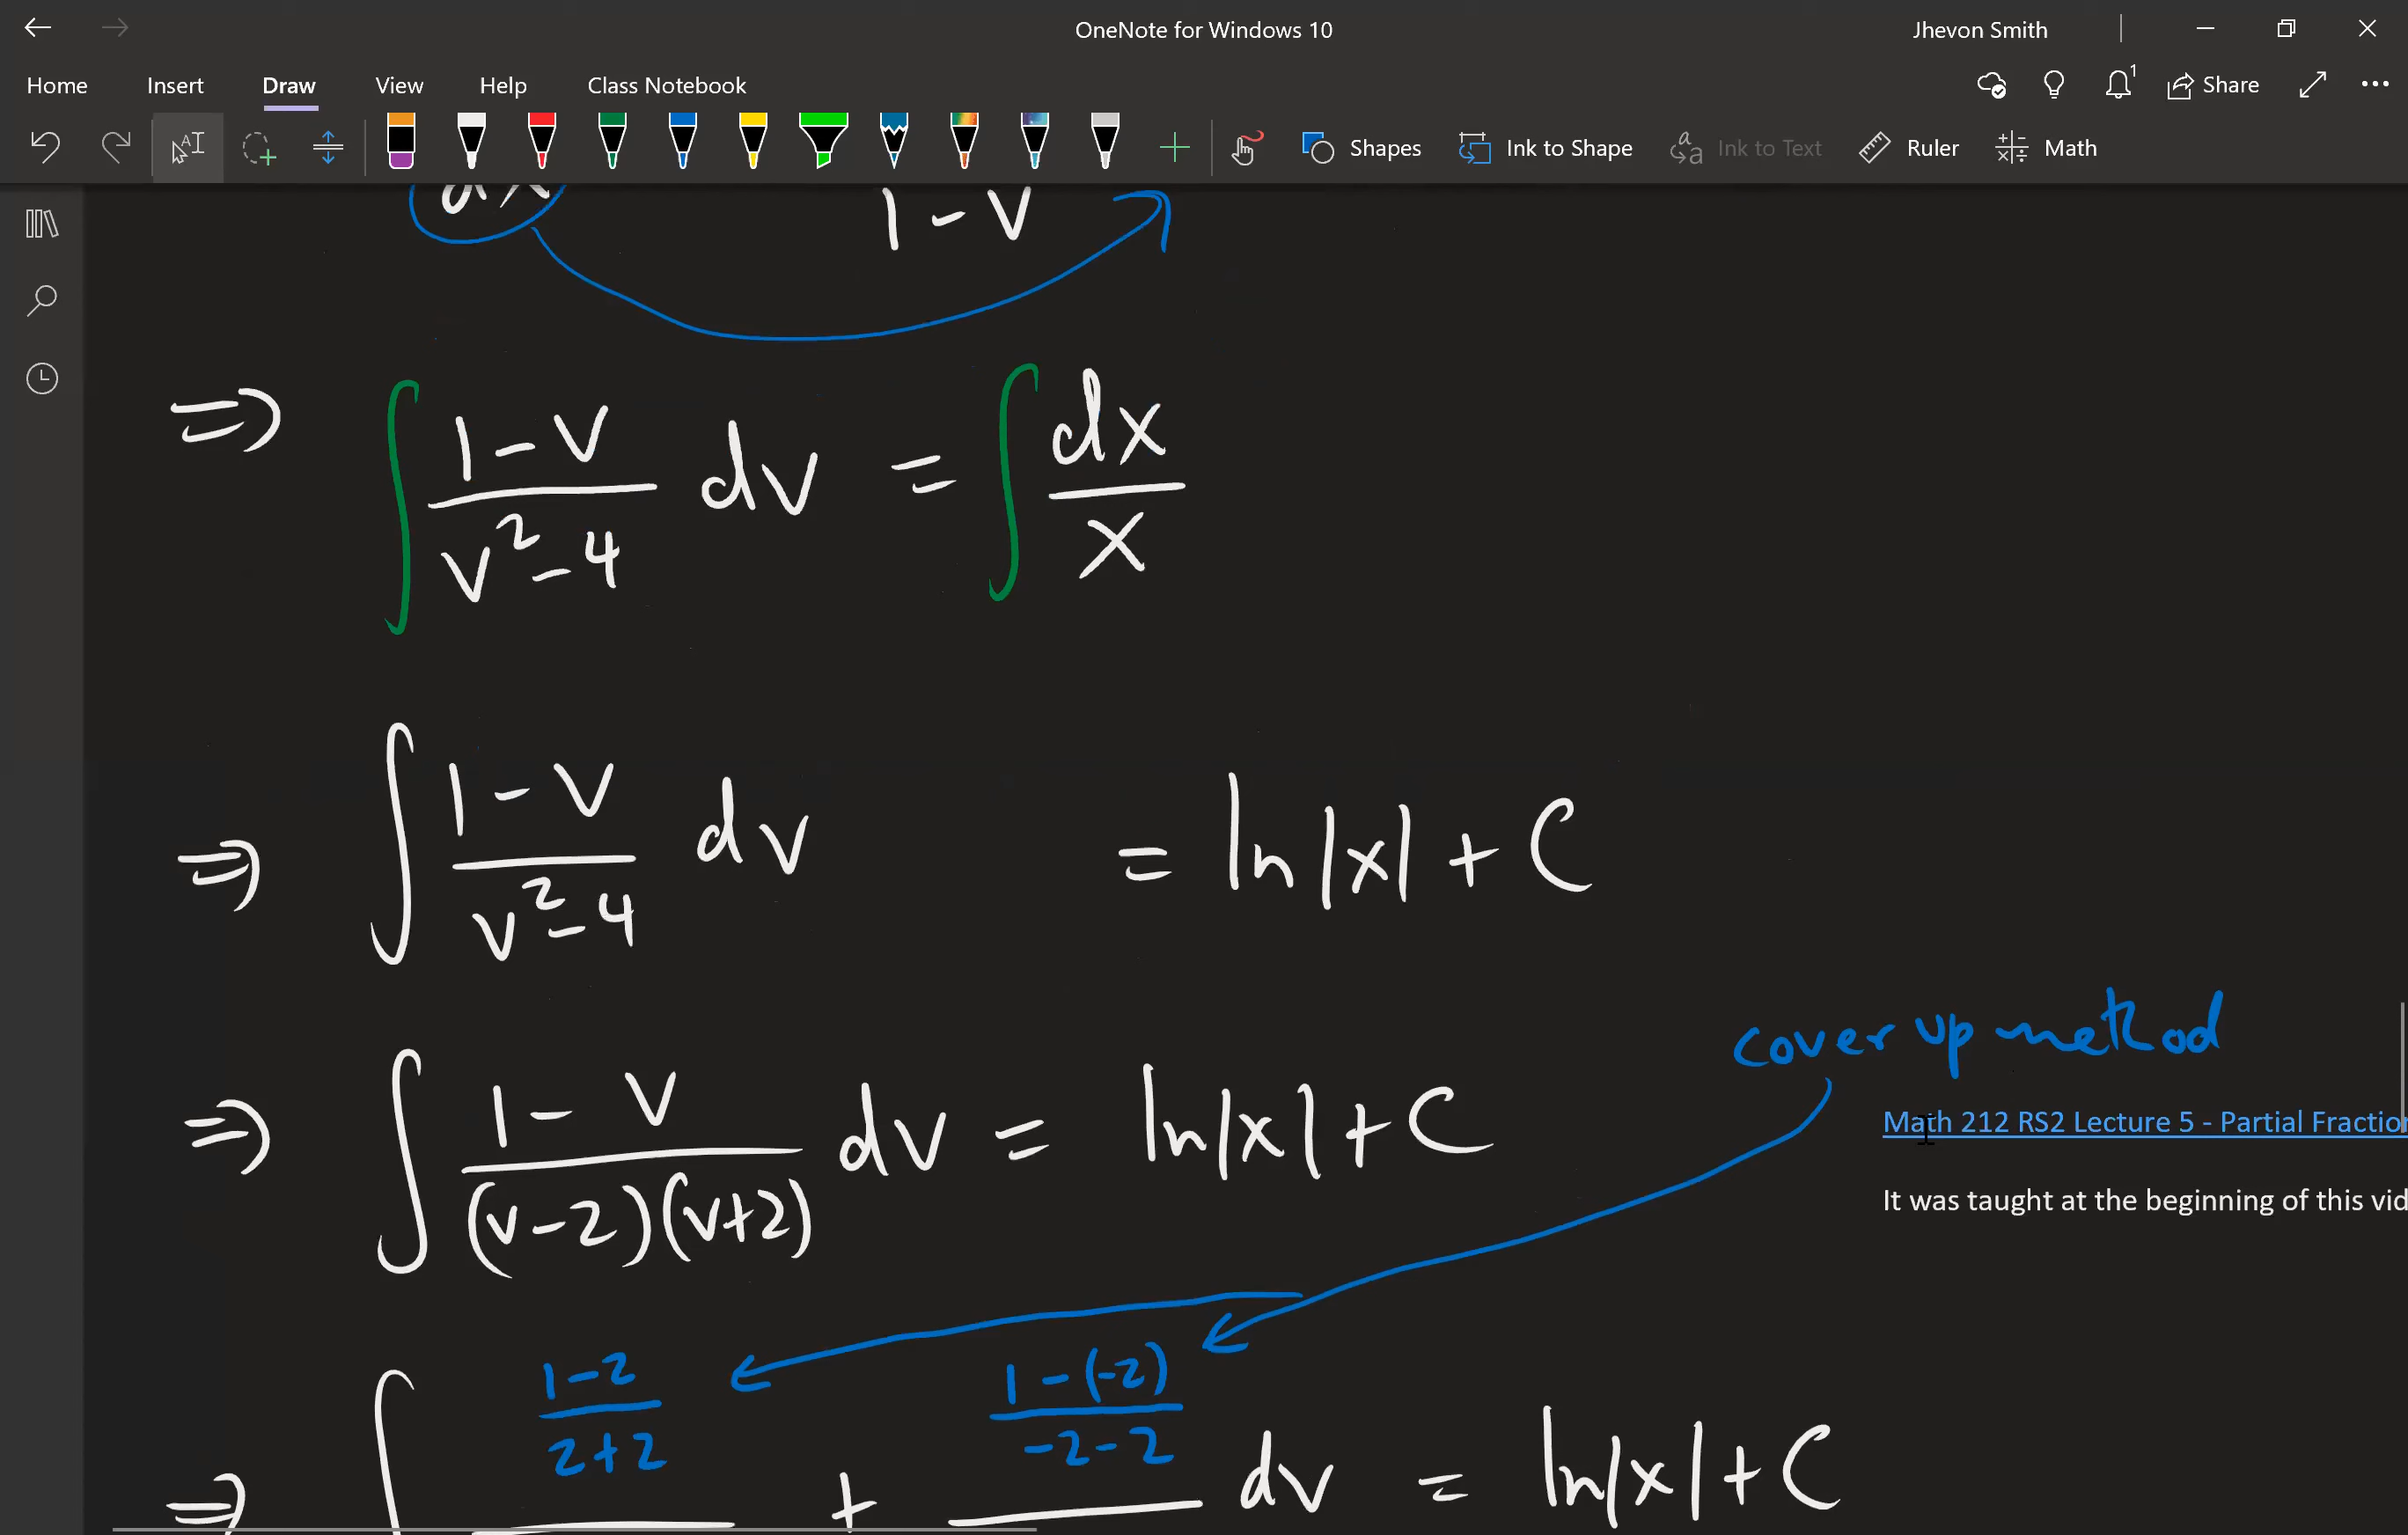 OneNote for Windows 10
Jhevon Smith
Home Insert Draw View Help Class Notebook
1 Share
Shapes Ink to Shape Ink to Text Ruler Math
dx 1 - v
⇒ ∫ (1-v)/(v²-4) dv = ∫ dx/x
⇒ ∫ (1-v)/(v²-4) dv = ln|x| + C
cover up method
⇒ ∫ (1-v)/((v-2)(v+2)) dv = ln|x| + C
Math 212 RS2 Lecture 5 - Partial Fractio
It was taught at the beginning of this vid
(1-2)/(2+2) (1-(-2))/(-2-2)
⇒ ∫ + dv = ln|x| + C